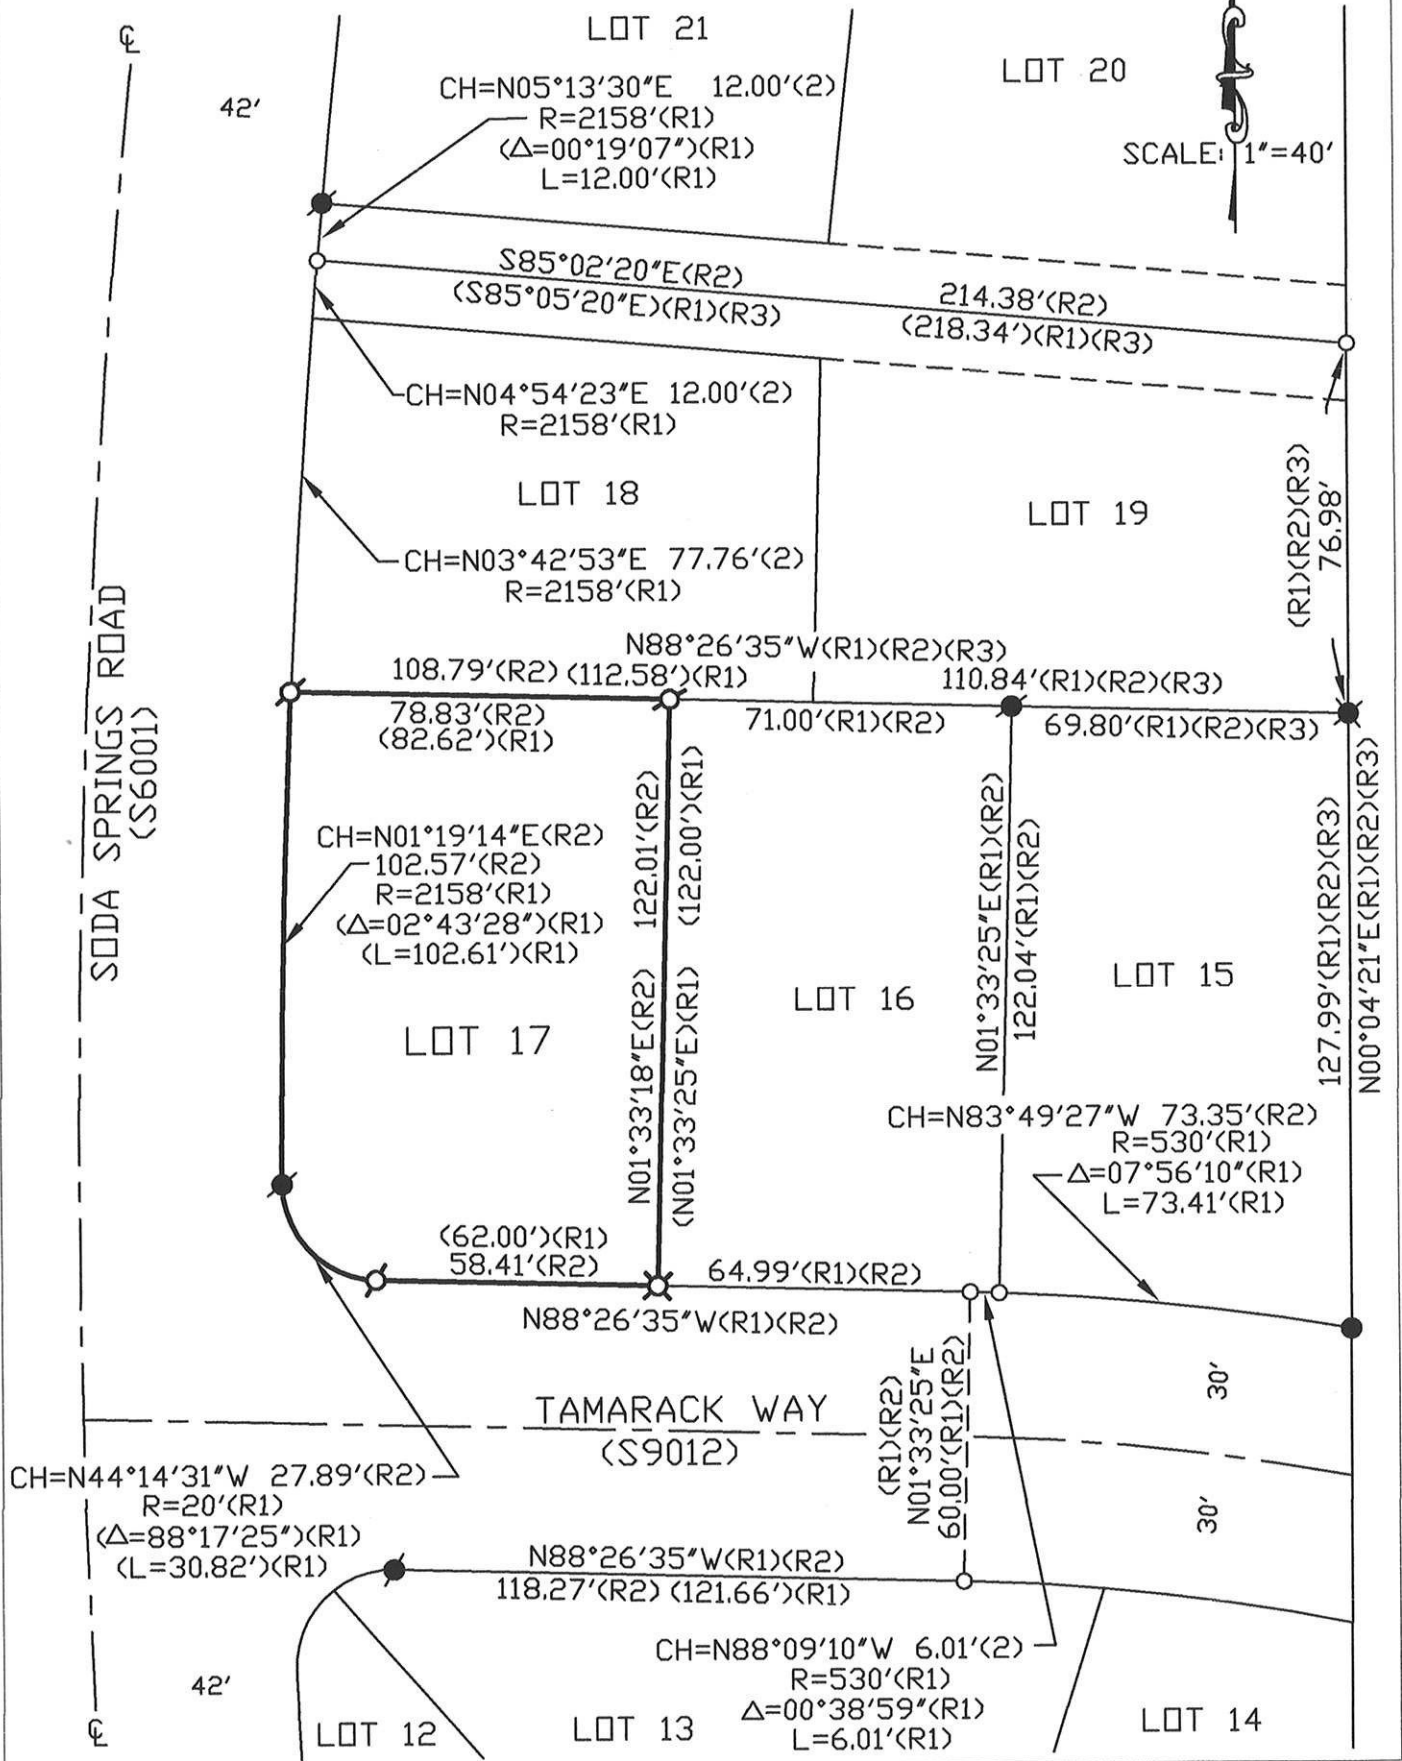 ℄
42'
LOT 21
LOT 20
CH=N05°13'30"E 12.00'(2)
R=2158'(R1)
(Δ=00°19'07")(R1)
L=12.00'(R1)
SCALE: 1"=40'
S85°02'20"E(R2)
(S85°05'20"E)(R1)(R3)
214.38'(R2)
(218.34')(R1)(R3)
CH=N04°54'23"E 12.00'(2)
R=2158'(R1)
LOT 18
LOT 19
(R1)(R2)(R3)
76.98'
CH=N03°42'53"E 77.76'(2)
R=2158'(R1)
SODA SPRINGS ROAD
(S6001)
N88°26'35"W(R1)(R2)(R3)
108.79'(R2) (112.58')(R1)
110.84'(R1)(R2)(R3)
78.83'(R2)
(82.62')(R1)
71.00'(R1)(R2)
69.80'(R1)(R2)(R3)
CH=N01°19'14"E(R2)
102.57'(R2)
R=2158'(R1)
(Δ=02°43'28")(R1)
(L=102.61')(R1)
LOT 17
N01°33'18"E(R2) 122.01'(R2)
(N01°33'25"E)(R1) (122.00')(R1)
LOT 16
N01°33'25"E(R1)(R2)
122.04'(R1)(R2)
LOT 15
127.99'(R1)(R2)(R3)
N00°04'21"E(R1)(R2)(R3)
CH=N83°49'27"W 73.35'(R2)
R=530'(R1)
Δ=07°56'10"(R1)
L=73.41'(R1)
(62.00')(R1)
58.41'(R2)
64.99'(R1)(R2)
N88°26'35"W(R1)(R2)
TAMARACK WAY
(S9012)
(R1)(R2)
N01°33'25"E
60.00'(R1)(R2)
30'
30'
CH=N44°14'31"W 27.89'(R2)
R=20'(R1)
(Δ=88°17'25")(R1)
(L=30.82')(R1)
N88°26'35"W(R1)(R2)
118.27'(R2) (121.66')(R1)
CH=N88°09'10"W 6.01'(2)
R=530'(R1)
Δ=00°38'59"(R1)
L=6.01'(R1)
42'
℄
LOT 12
LOT 13
LOT 14